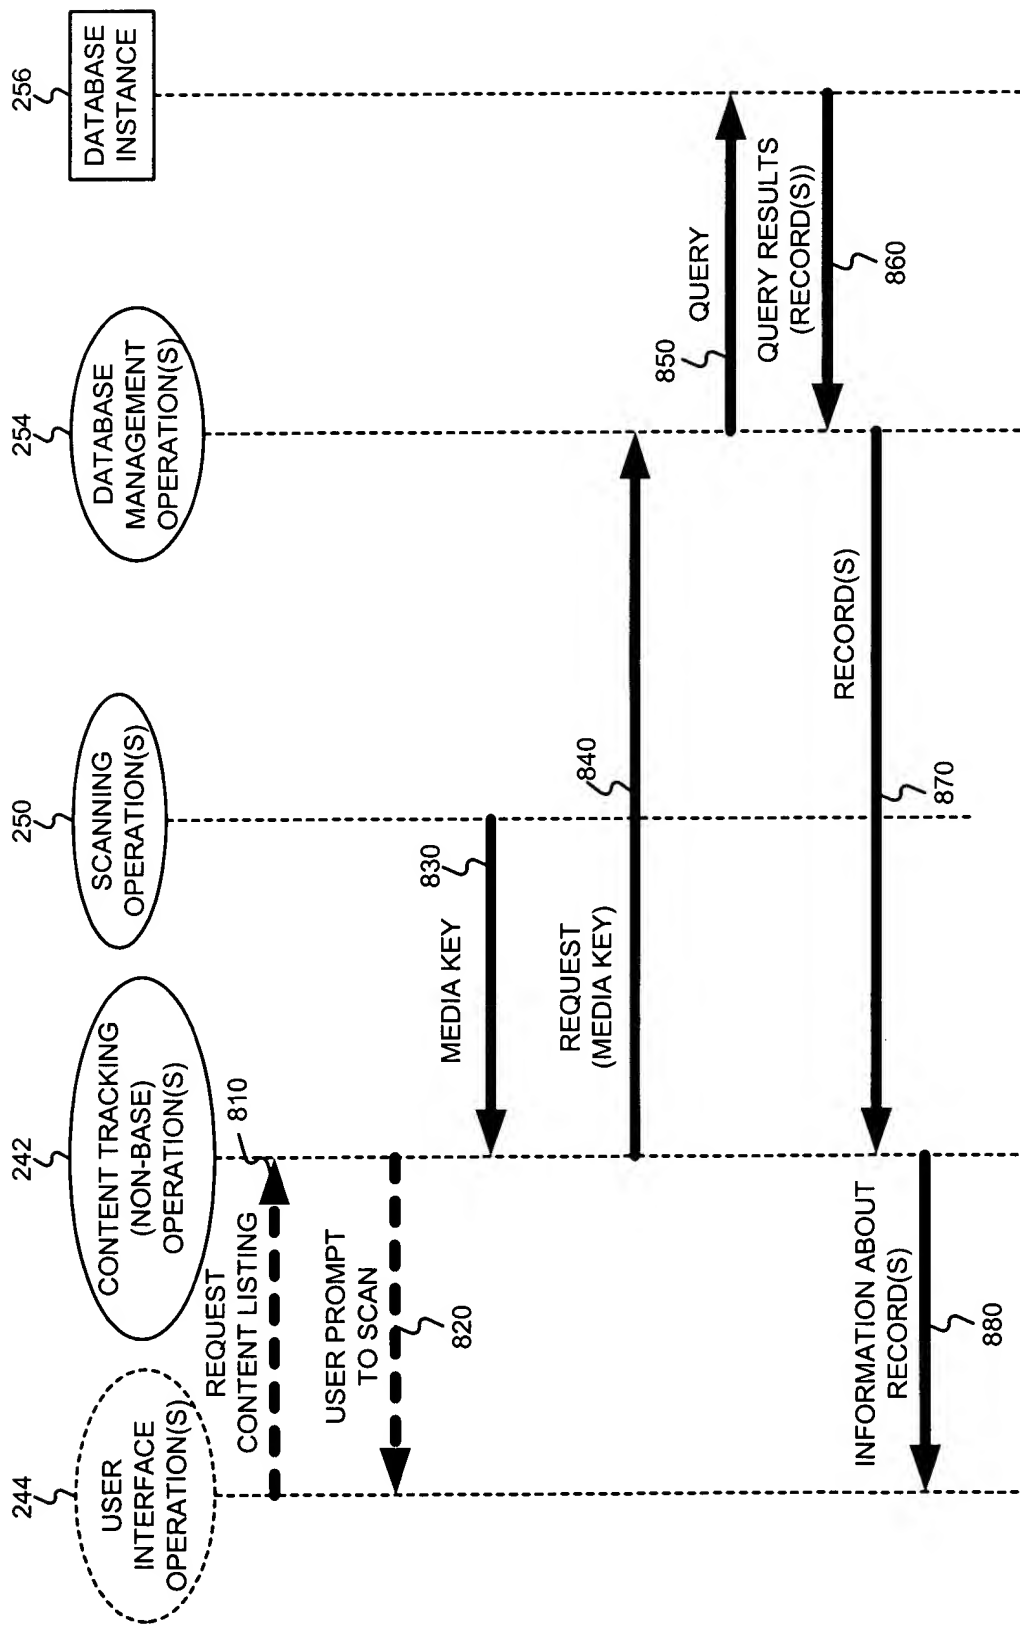 244
USER
INTERFACE
OPERATION(S)
242
CONTENT TRACKING
(NON-BASE)
OPERATION(S)
250
SCANNING
OPERATION(S)
254
DATABASE
MANAGEMENT
OPERATION(S)
256
DATABASE
INSTANCE
REQUEST
CONTENT LISTING
810
USER PROMPT
TO SCAN
820
MEDIA KEY
830
REQUEST
(MEDIA KEY)
840
QUERY
850
QUERY RESULTS
(RECORD(S))
860
RECORD(S)
870
INFORMATION ABOUT
RECORD(S)
880